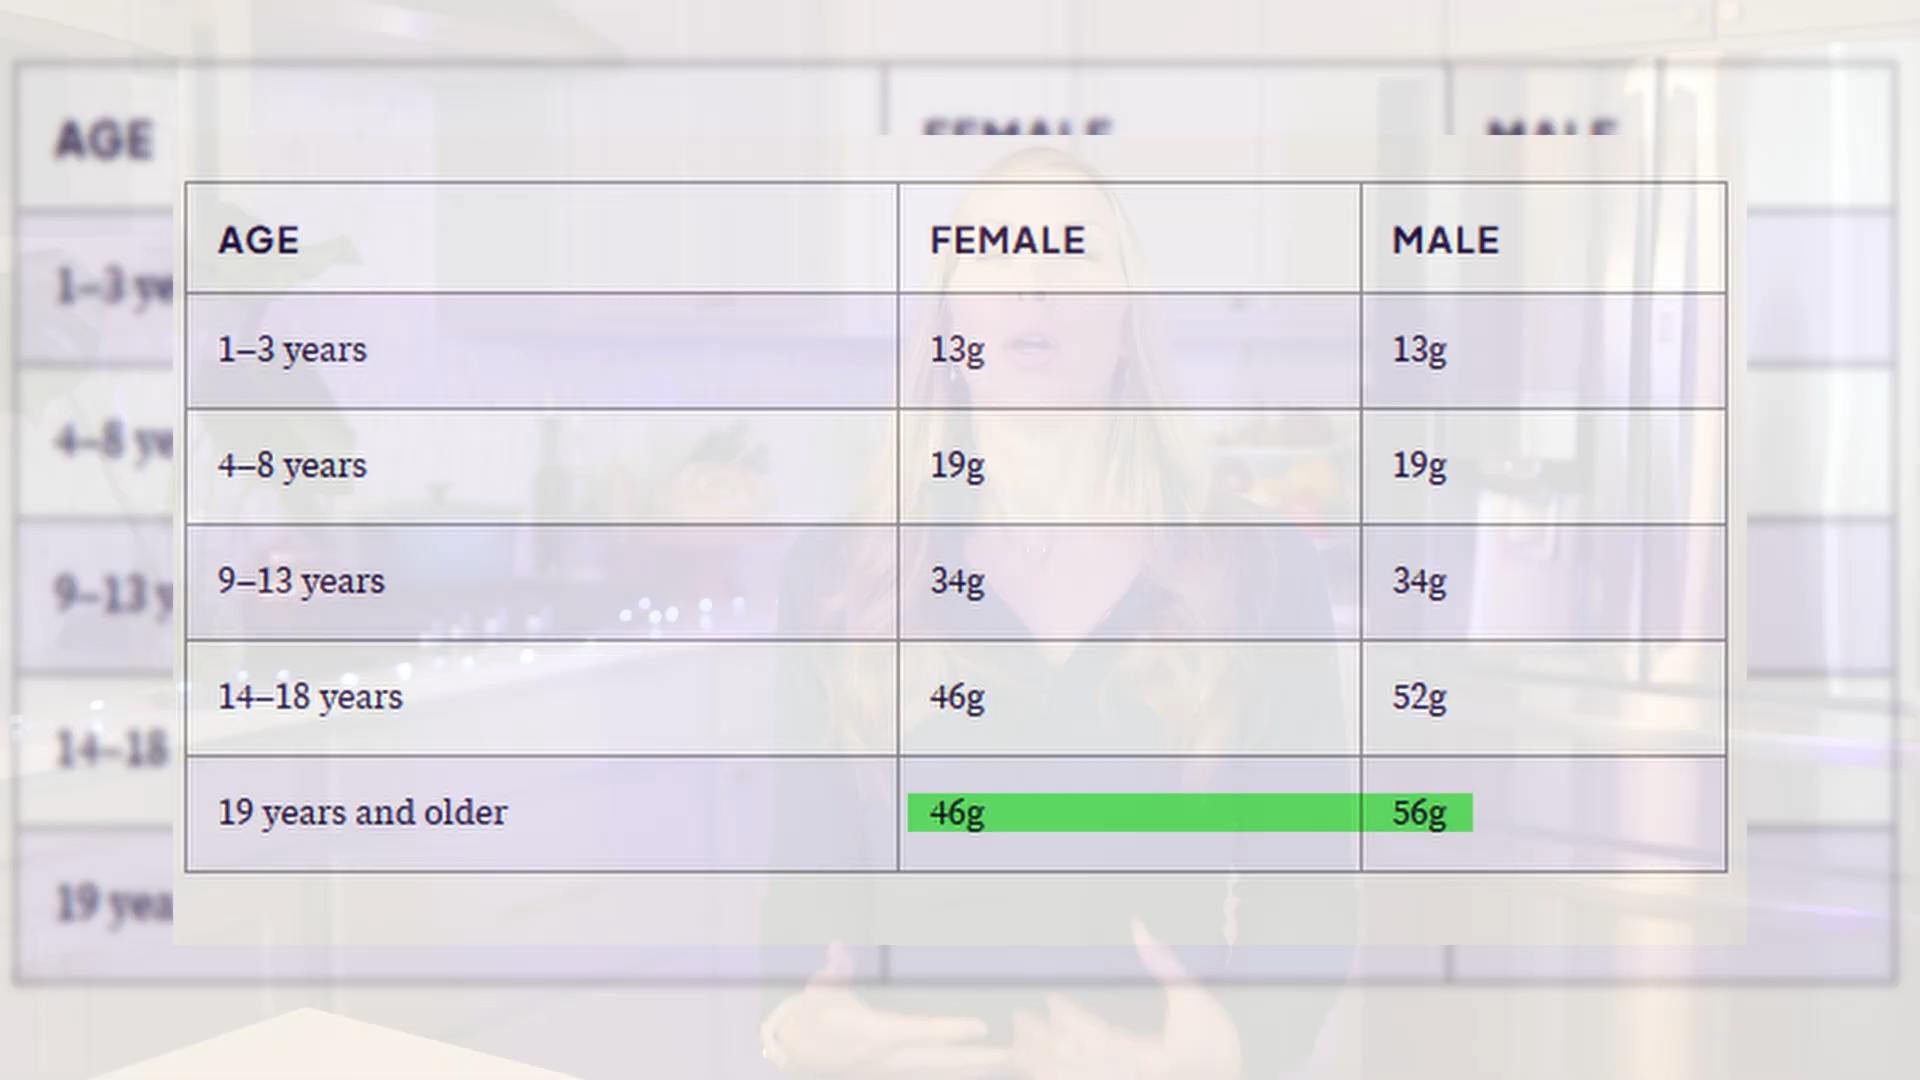 AGE FEMALE MALE
1–3 years 13g 13g
4–8 years 19g 19g
9–13 years 34g 34g
14–18 years 46g 52g
19 years and older 46g 56g